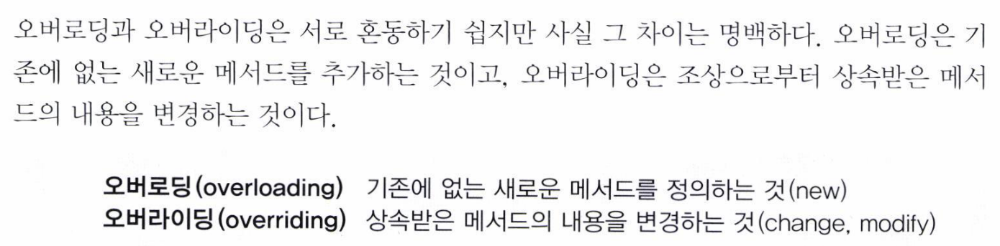 오버로딩과 오버라이딩은 서로 혼동하기 쉽지만 사실 그 차이는 명백하다. 오버로딩은 기
존에 없는 새로운 메서드를 추가하는 것이고, 오버라이딩은 조상으로부터 상속받은 메서
드의 내용을 변경하는 것이다.
오버로딩(overloading) 기존에 없는 새로운 메서드를 정의하는 것(new)
오버라이딩(overriding) 상속받은 메서드의 내용을 변경하는 것(change, modify)